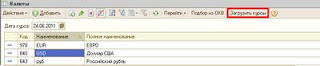 Валюты
Действия Добавить Перейти Подбор из ОКВ Загрузить курсы
Дата курса: 24.06.2011
Код Наименование Полное наименование
978 EUR ЕВРО
840 USD Доллар США
643 руб Российский рубль